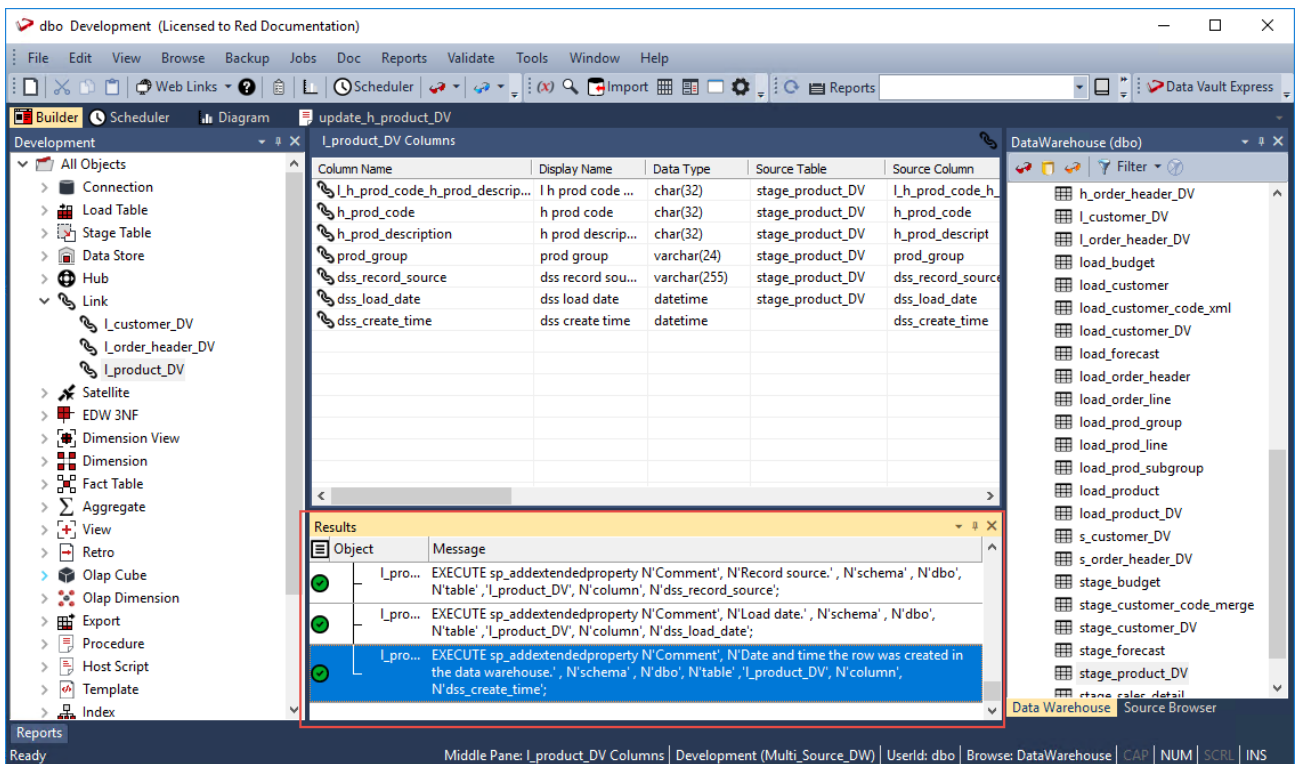 dbo Development (Licensed to Red Documentation)
File Edit View Browse Backup Jobs Doc Reports Validate Tools Window Help
Web Links Scheduler (x) Import Reports Data Vault Express
Builder Scheduler Diagram update_h_product_DV
Development
All Objects
Connection
Load Table
Stage Table
Data Store
Hub
Link
l_customer_DV
l_order_header_DV
l_product_DV
Satellite
EDW 3NF
Dimension View
Dimension
Fact Table
Aggregate
View
Retro
Olap Cube
Olap Dimension
Export
Procedure
Host Script
Template
Index
l_product_DV Columns
Column Name Display Name Data Type Source Table Source Column
l_h_prod_code_h_prod_descrip... l h prod code ... char(32) stage_product_DV l_h_prod_code_h_
h_prod_code h prod code char(32) stage_product_DV h_prod_code
h_prod_description h prod descrip... char(32) stage_product_DV h_prod_descript
prod_group prod group varchar(24) stage_product_DV prod_group
dss_record_source dss record sou... varchar(255) stage_product_DV dss_record_source
dss_load_date dss load date datetime stage_product_DV dss_load_date
dss_create_time dss create time datetime dss_create_time
Results
Object Message
l_pro... EXECUTE sp_addextendedproperty N'Comment', N'Record source.' , N'schema' , N'dbo',
N'table' ,'l_product_DV', N'column', N'dss_record_source';
l_pro... EXECUTE sp_addextendedproperty N'Comment', N'Load date.' , N'schema' , N'dbo',
N'table' ,'l_product_DV', N'column', N'dss_load_date';
l_pro... EXECUTE sp_addextendedproperty N'Comment', N'Date and time the row was created in
the data warehouse.' , N'schema' , N'dbo', N'table' ,'l_product_DV', N'column',
N'dss_create_time';
DataWarehouse (dbo)
Filter
h_order_header_DV
l_customer_DV
l_order_header_DV
load_budget
load_customer
load_customer_code_xml
load_customer_DV
load_forecast
load_order_header
load_order_line
load_prod_group
load_prod_line
load_prod_subgroup
load_product
load_product_DV
s_customer_DV
s_order_header_DV
stage_budget
stage_customer_code_merge
stage_customer_DV
stage_forecast
stage_product_DV
stage_sales_detail
Data Warehouse Source Browser
Reports
Ready Middle Pane: l_product_DV Columns Development (Multi_Source_DW) UserId: dbo Browse: DataWarehouse CAP NUM SCRL INS